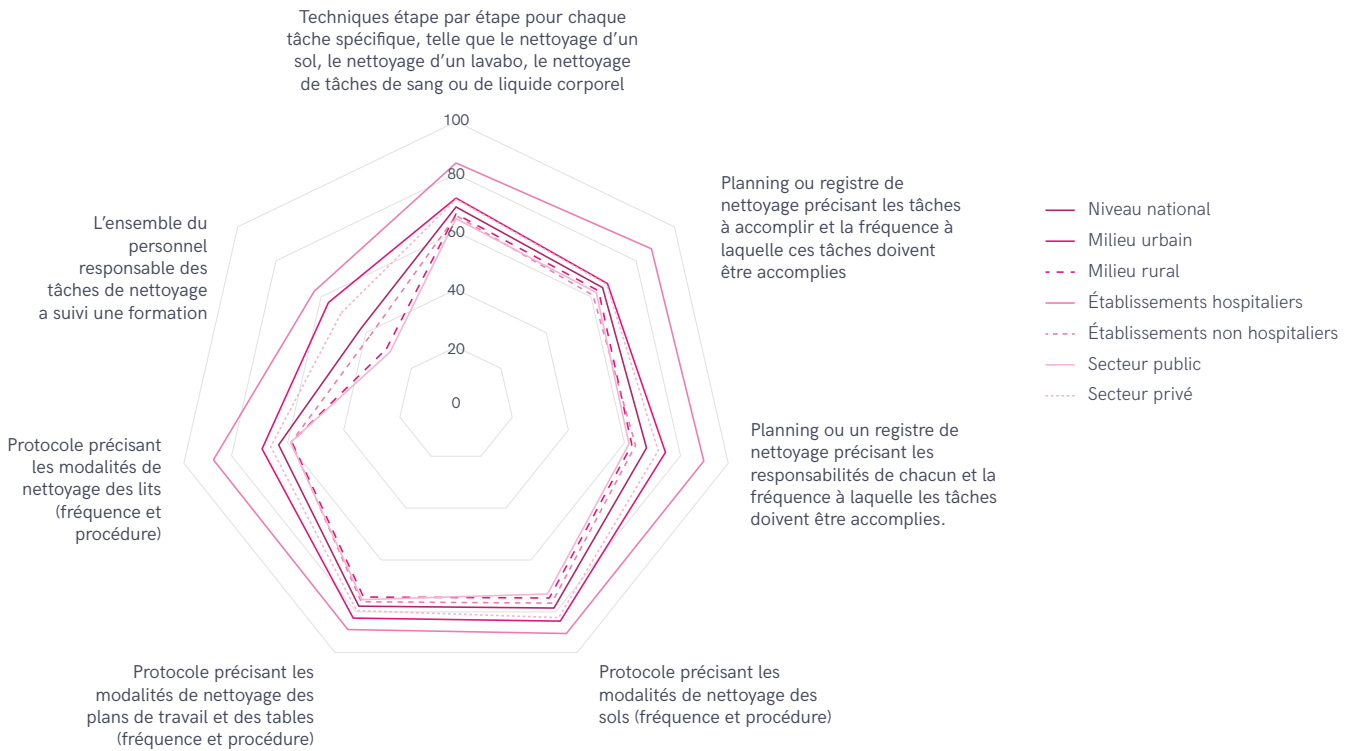 Techniques étape par étape pour chaque
tâche spécifique, telle que le nettoyage d’un
sol, le nettoyage d’un lavabo, le nettoyage
de tâches de sang ou de liquide corporel
100
80
60
40
20
0
Planning ou registre de
nettoyage précisant les tâches
à accomplir et la fréquence à
laquelle ces tâches doivent
être accomplies
Planning ou un registre de
nettoyage précisant les
responsabilités de chacun et la
fréquence à laquelle les tâches
doivent être accomplies.
Protocole précisant les
modalités de nettoyage des
sols (fréquence et procédure)
Protocole précisant les
modalités de nettoyage des
plans de travail et des tables
(fréquence et procédure)
Protocole précisant
les modalités de
nettoyage des lits
(fréquence et
procédure)
L’ensemble du
personnel
responsable des
tâches de nettoyage
a suivi une formation
Niveau national
Milieu urbain
Milieu rural
Établissements hospitaliers
Établissements non hospitaliers
Secteur public
Secteur privé